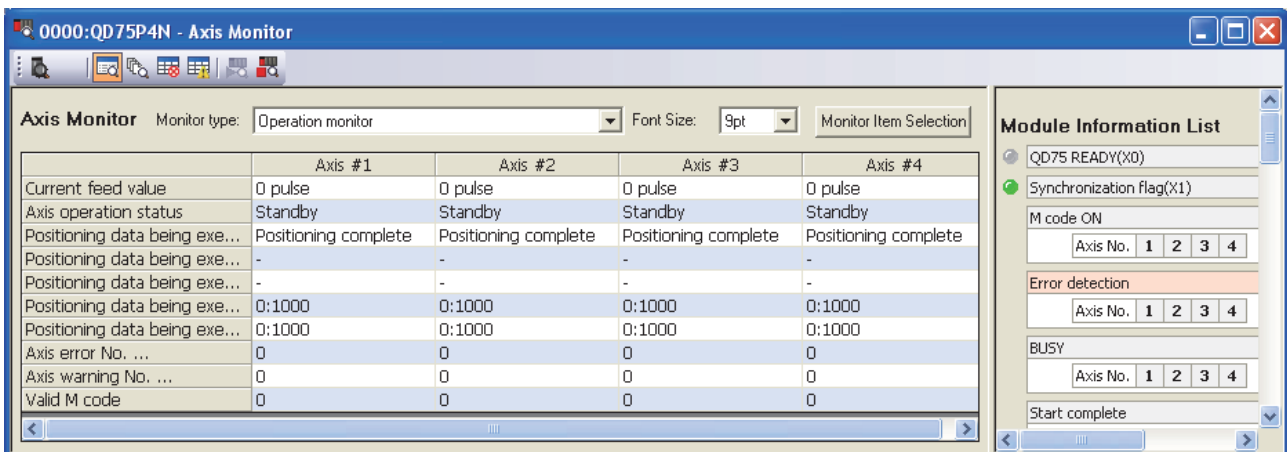 0000:QD75P4N - Axis Monitor
Axis Monitor Monitor type: Operation monitor Font Size: 9pt Monitor Item Selection
Axis #1 Axis #2 Axis #3 Axis #4
Current feed value 0 pulse 0 pulse 0 pulse 0 pulse
Axis operation status Standby Standby Standby Standby
Positioning data being exe... Positioning complete Positioning complete Positioning complete Positioning complete
Positioning data being exe... - - - -
Positioning data being exe... - - - -
Positioning data being exe... 0:1000 0:1000 0:1000 0:1000
Positioning data being exe... 0:1000 0:1000 0:1000 0:1000
Axis error No. ... 0 0 0 0
Axis warning No. ... 0 0 0 0
Valid M code 0 0 0 0
Module Information List
QD75 READY(X0)
Synchronization flag(X1)
M code ON
Axis No. 1 2 3 4
Error detection
Axis No. 1 2 3 4
BUSY
Axis No. 1 2 3 4
Start complete